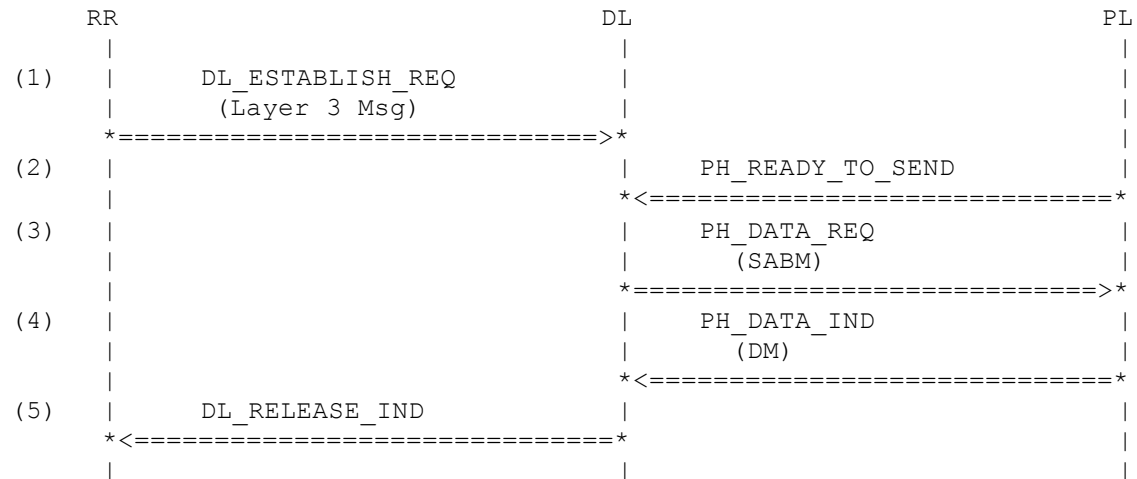 RR DL PL
| | |
(1) | DL_ESTABLISH_REQ | |
| (Layer 3 Msg) | |
*==============================>* |
(2) | | PH_READY_TO_SEND |
| *<=============================*
(3) | | PH_DATA_REQ |
| | (SABM) |
| *=============================>*
(4) | | PH_DATA_IND |
| | (DM) |
| *<=============================*
(5) | DL_RELEASE_IND | |
*<==============================* |
| | |